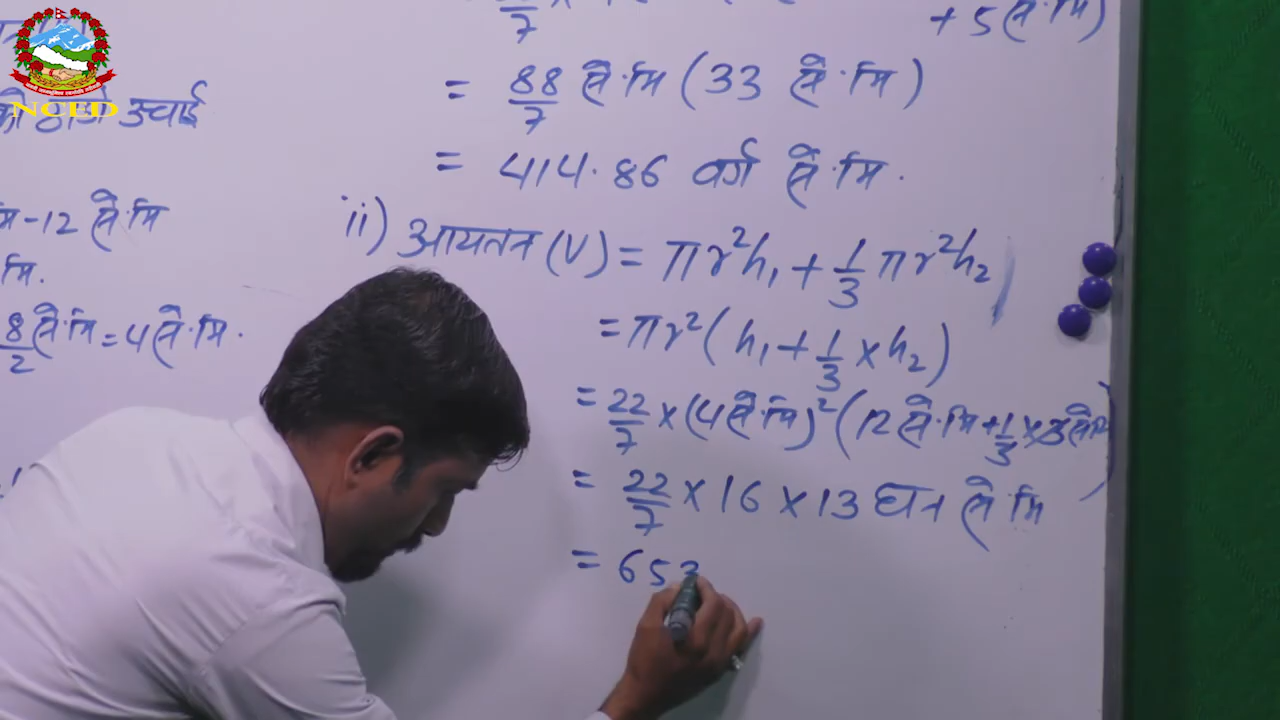 NCED
+ 5 से.मि)
= 88/7 से.मि (33 से.मि)
ठाडो उचाई
= 414.86 वर्ग से.मि.
- 12 से.मि
मि.
8/2 से.मि = 4 से.मि.
ii) आयतन (V) = πr²h₁ + 1/3 πr²h₂
= πr² (h₁ + 1/3 × h₂)
= 22/7 × (4 से.मि)² (12 से.मि + 1/3 × 3 से.मि)
= 22/7 × 16 × 13 घन से.मि
= 653